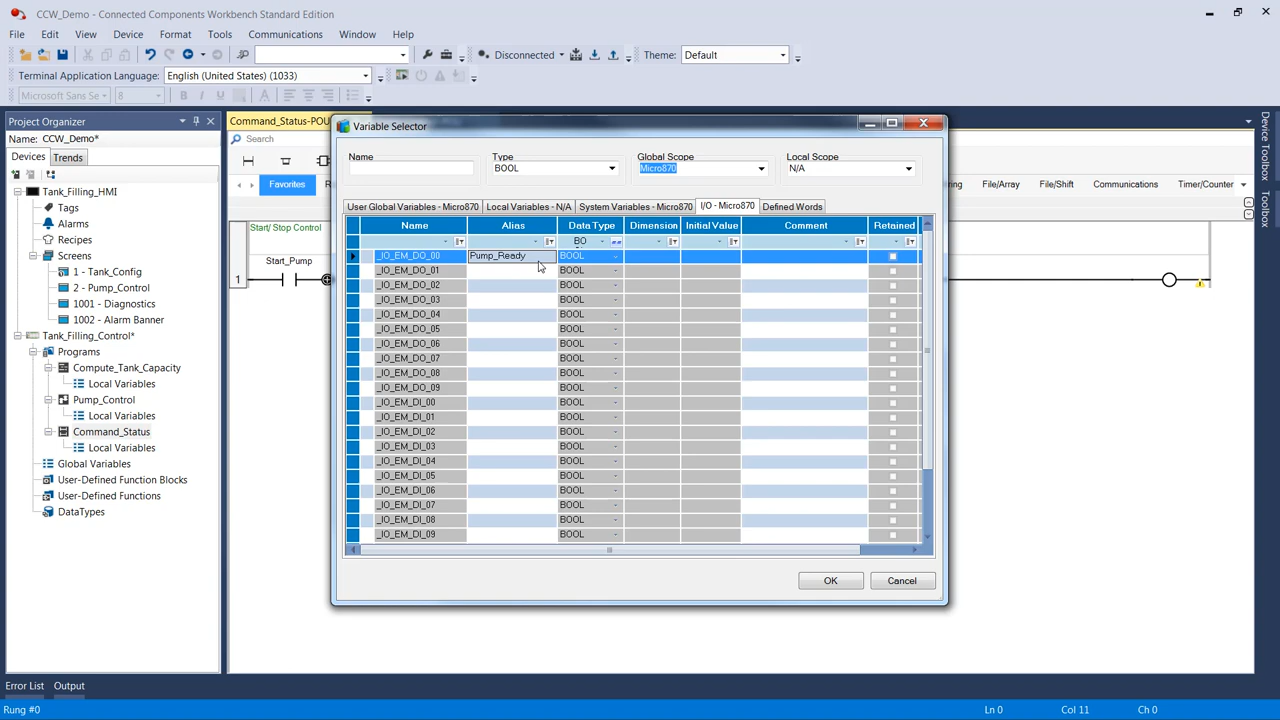 CCW_Demo* - Connected Components Workbench Standard Edition
File Edit View Device Format Tools Communications Window Help
Disconnected Theme: Default
Terminal Application Language: English (United States) (1033)
Microsoft Sans Se 8 B I U A
Project Organizer Command_Status-POU
Name: CCW_Demo* Search
Devices Trends
Favorites ing File/Array File/Shift Communications Timer/Counter
Tank_Filling_HMI
Tags
Alarms
Recipes
Screens
1 - Tank_Config
2 - Pump_Control
1001 - Diagnostics
1002 - Alarm Banner
Tank_Filling_Control*
Programs
Compute_Tank_Capacity
Local Variables
Pump_Control
Local Variables
Command_Status
Local Variables
Global Variables
User-Defined Function Blocks
User-Defined Functions
DataTypes
Start/ Stop Control
Start_Pump
1
Variable Selector
Name Type Global Scope Local Scope
BOOL Micro870 N/A
User Global Variables - Micro870 Local Variables - N/A System Variables - Micro870 I/O - Micro870 Defined Words
Name Alias Data Type Dimension Initial Value Comment Retained
BO
_IO_EM_DO_00 Pump_Ready BOOL
_IO_EM_DO_01 BOOL
_IO_EM_DO_02 BOOL
_IO_EM_DO_03 BOOL
_IO_EM_DO_04 BOOL
_IO_EM_DO_05 BOOL
_IO_EM_DO_06 BOOL
_IO_EM_DO_07 BOOL
_IO_EM_DO_08 BOOL
_IO_EM_DO_09 BOOL
_IO_EM_DI_00 BOOL
_IO_EM_DI_01 BOOL
_IO_EM_DI_02 BOOL
_IO_EM_DI_03 BOOL
_IO_EM_DI_04 BOOL
_IO_EM_DI_05 BOOL
_IO_EM_DI_06 BOOL
_IO_EM_DI_07 BOOL
_IO_EM_DI_08 BOOL
_IO_EM_DI_09 BOOL
OK Cancel
Device Toolbox
Toolbox
Error List Output
Rung #0 Ln 0 Col 11 Ch 0